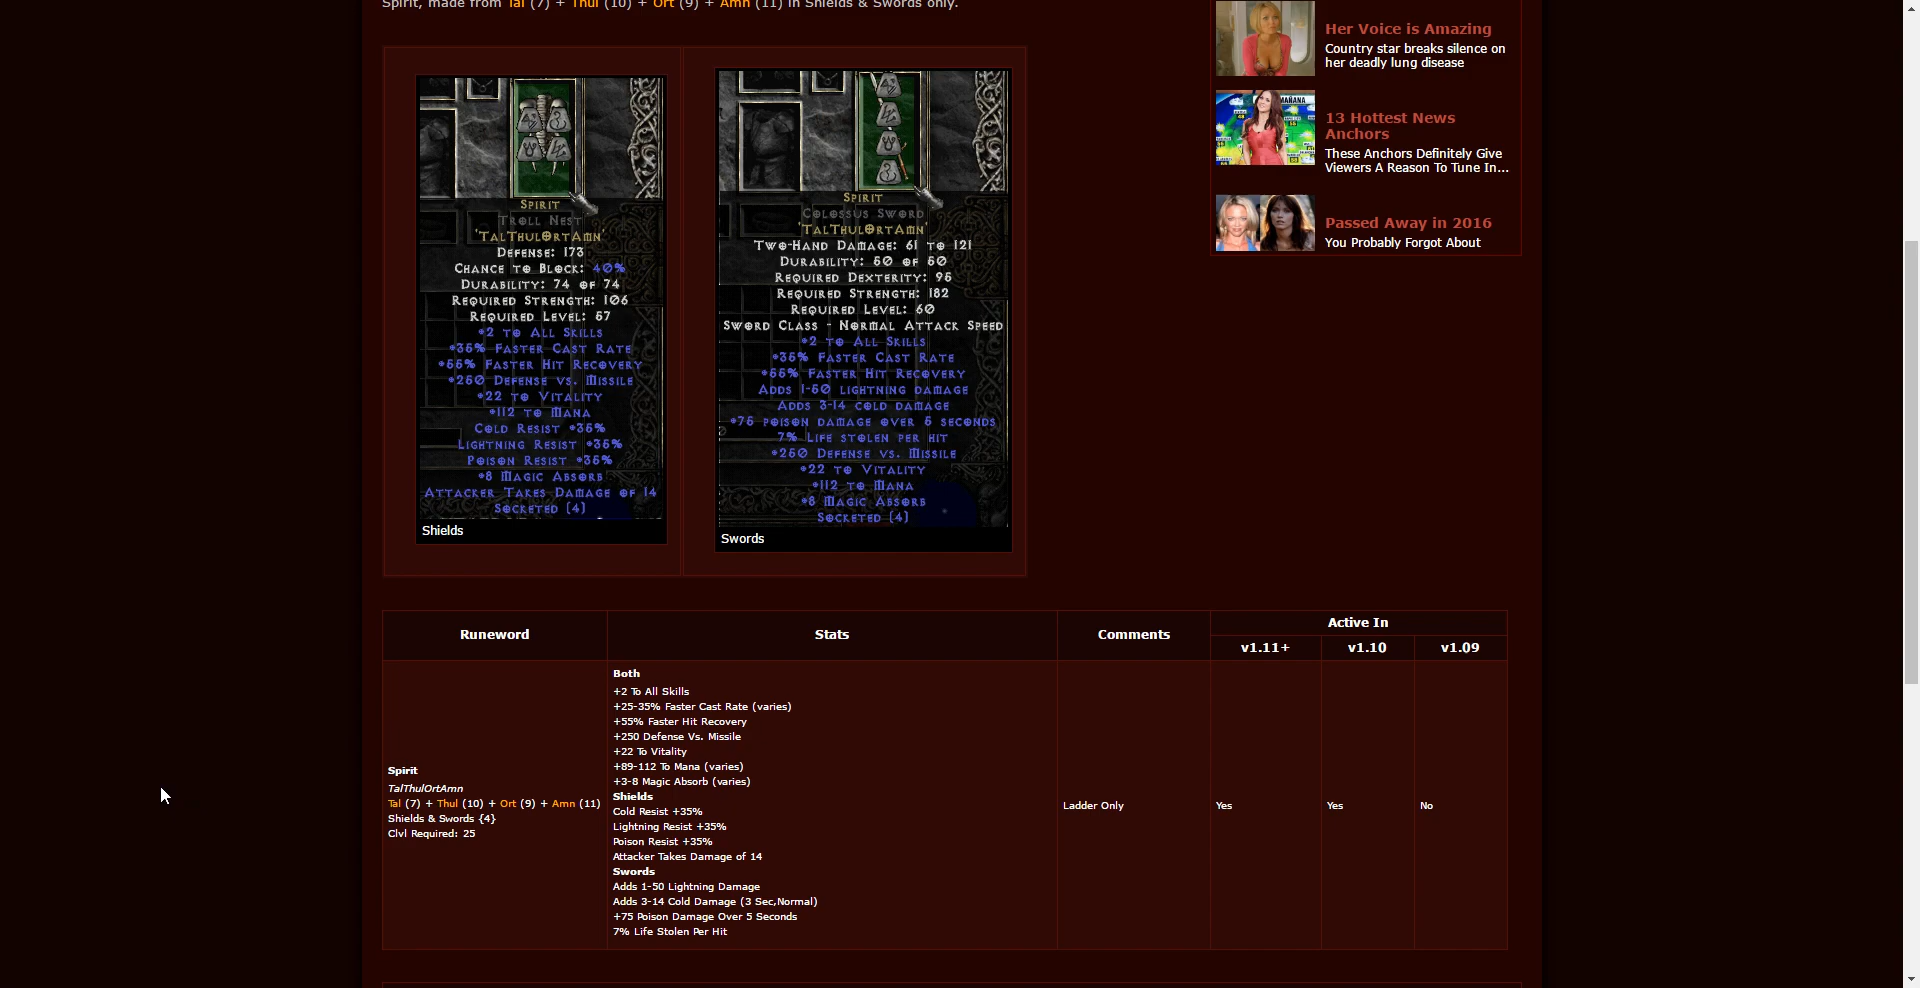 Spirit, made from Tal (7) + Thul (10) + Ort (9) + Amn (11) in Shields & Swords only.
Spirit
Troll Nest
'TalThulOrtAmn'
Defense: 173
Chance to Block: 40%
Durability: 74 of 74
Required Strength: 106
Required Level: 57
+2 to All Skills
+35% Faster Cast Rate
+55% Faster Hit Recovery
+250 Defense vs. Missile
+22 to Vitality
+112 to Mana
Cold Resist +35%
Lightning Resist +35%
Poison Resist +35%
+8 Magic Absorb
Attacker Takes Damage of 14
Socketed (4)
Shields
Spirit
Colossus Sword
'TalThulOrtAmn'
Two-Hand Damage: 61 to 121
Durability: 50 of 50
Required Dexterity: 95
Required Strength: 182
Required Level: 60
Sword Class - Normal Attack Speed
+2 to All Skills
+35% Faster Cast Rate
+55% Faster Hit Recovery
Adds 1-50 lightning damage
Adds 3-14 cold damage
+75 poison damage over 5 seconds
7% Life stolen per hit
+250 Defense vs. Missile
+22 to Vitality
+112 to Mana
+8 Magic Absorb
Socketed (4)
Swords
Her Voice is Amazing
Country star breaks silence on
her deadly lung disease
MAÑANA
13 Hottest News
Anchors
These Anchors Definitely Give
Viewers A Reason To Tune In...
Passed Away in 2016
You Probably Forgot About
Runeword
Stats
Comments
Active In
v1.11+
v1.10
v1.09
Spirit
TalThulOrtAmn
Tal (7) + Thul (10) + Ort (9) + Amn (11)
Shields & Swords {4}
Clvl Required: 25
Both
+2 To All Skills
+25-35% Faster Cast Rate (varies)
+55% Faster Hit Recovery
+250 Defense Vs. Missile
+22 To Vitality
+89-112 To Mana (varies)
+3-8 Magic Absorb (varies)
Shields
Cold Resist +35%
Lightning Resist +35%
Poison Resist +35%
Attacker Takes Damage of 14
Swords
Adds 1-50 Lightning Damage
Adds 3-14 Cold Damage (3 Sec,Normal)
+75 Poison Damage Over 5 Seconds
7% Life Stolen Per Hit
Ladder Only
Yes
Yes
No